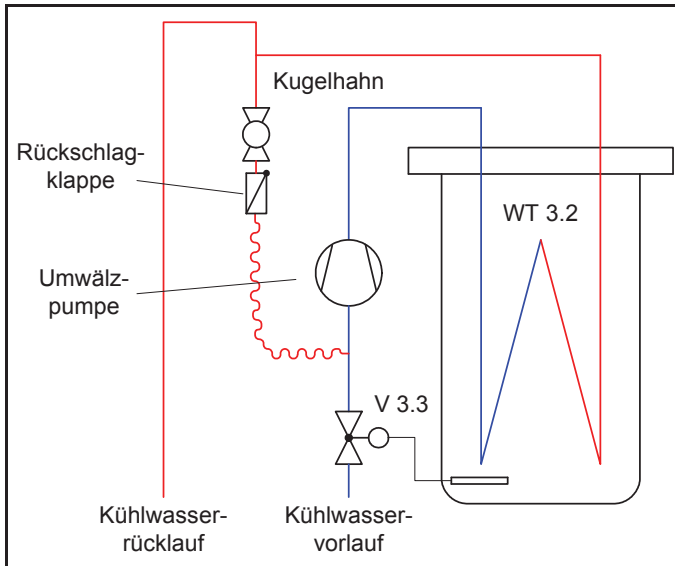 Kugelhahn
Rückschlag-
klappe
WT 3.2
Umwälz-
pumpe
V 3.3
Kühlwasser-
rücklauf
Kühlwasser-
vorlauf